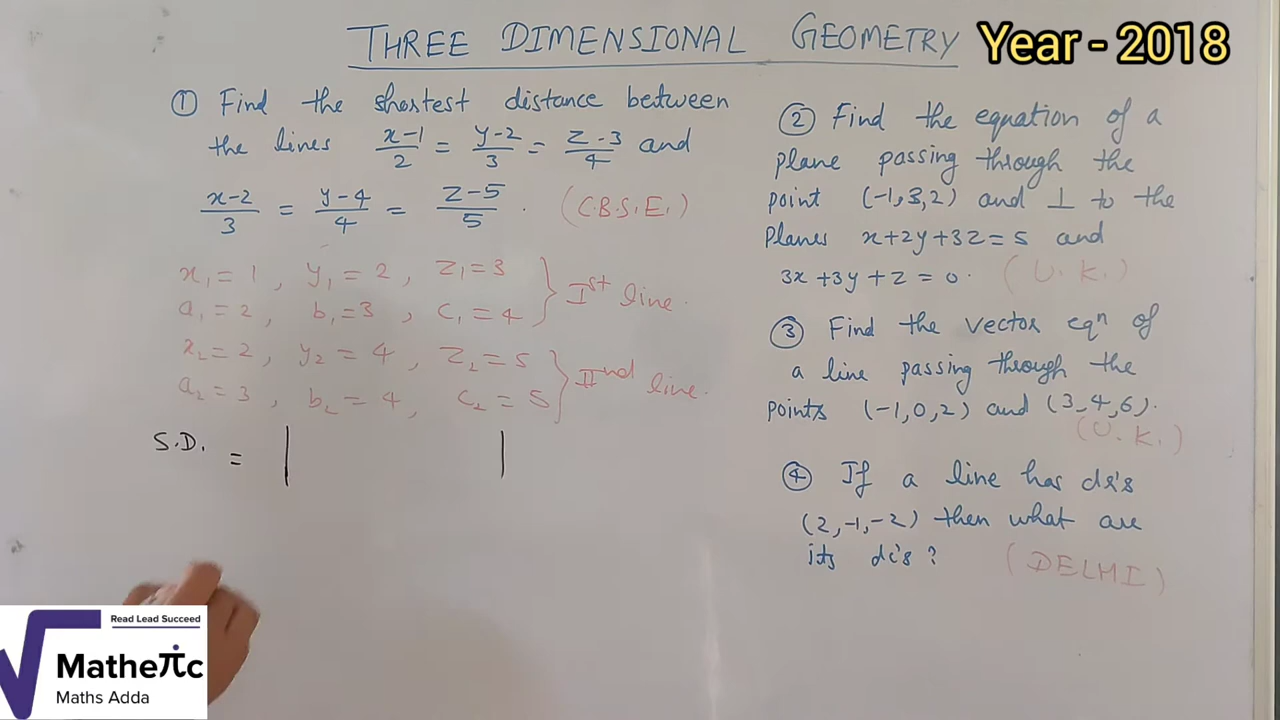 THREE DIMENSIONAL GEOMETRY
Year - 2018
① Find the shortest distance between
the lines x-1/2 = y-2/3 = z-3/4 and
x-2/3 = y-4/4 = z-5/5 . (C.B.S.E.)
x₁ = 1 , y₁ = 2 , z₁ = 3 } Iˢᵗ line.
a₁ = 2 , b₁ = 3 , c₁ = 4
x₂ = 2 , y₂ = 4 , z₂ = 5 } IIⁿᵈ line.
a₂ = 3 , b₂ = 4 , c₂ = 5
S.D. = | |
② Find the equation of a
plane passing through the
point (-1,3,2) and ⊥ to the
planes x+2y+3z=5 and
3x+3y+z=0. (U.K.)
③ Find the vector eqⁿ of
a line passing through the
points (-1,0,2) and (3,4,6).
(U.K.)
④ If a line has dr's
(2,-1,-2) then what are
its dc's ? (DELHI)
Read Lead Succeed
Matheπc
Maths Adda